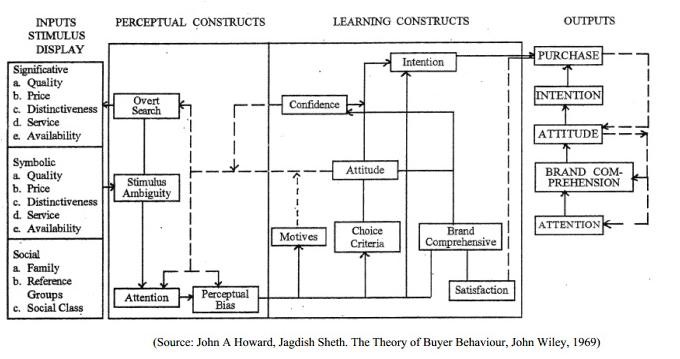 INPUTS
STIMULUS
DISPLAY
PERCEPTUAL CONSTRUCTS
LEARNING CONSTRUCTS
OUTPUTS
Significative
a. Quality
b. Price
c. Distinctiveness
d. Service
e. Availability
Symbolic
a. Quality
b. Price
c. Distinctiveness
d. Service
e. Availability
Social
a. Family
b. Reference
Groups
c. Social Class
Overt
Search
Stimulus
Ambiguity
Attention
Perceptual
Bias
Intention
Confidence
Attitude
Motives
Choice
Criteria
Brand
Comprehensive
Satisfaction
PURCHASE
INTENTION
ATTITUDE
BRAND COM-
PREHENSION
ATTENTION
(Source: John A Howard, Jagdish Sheth. The Theory of Buyer Behaviour, John Wiley, 1969)